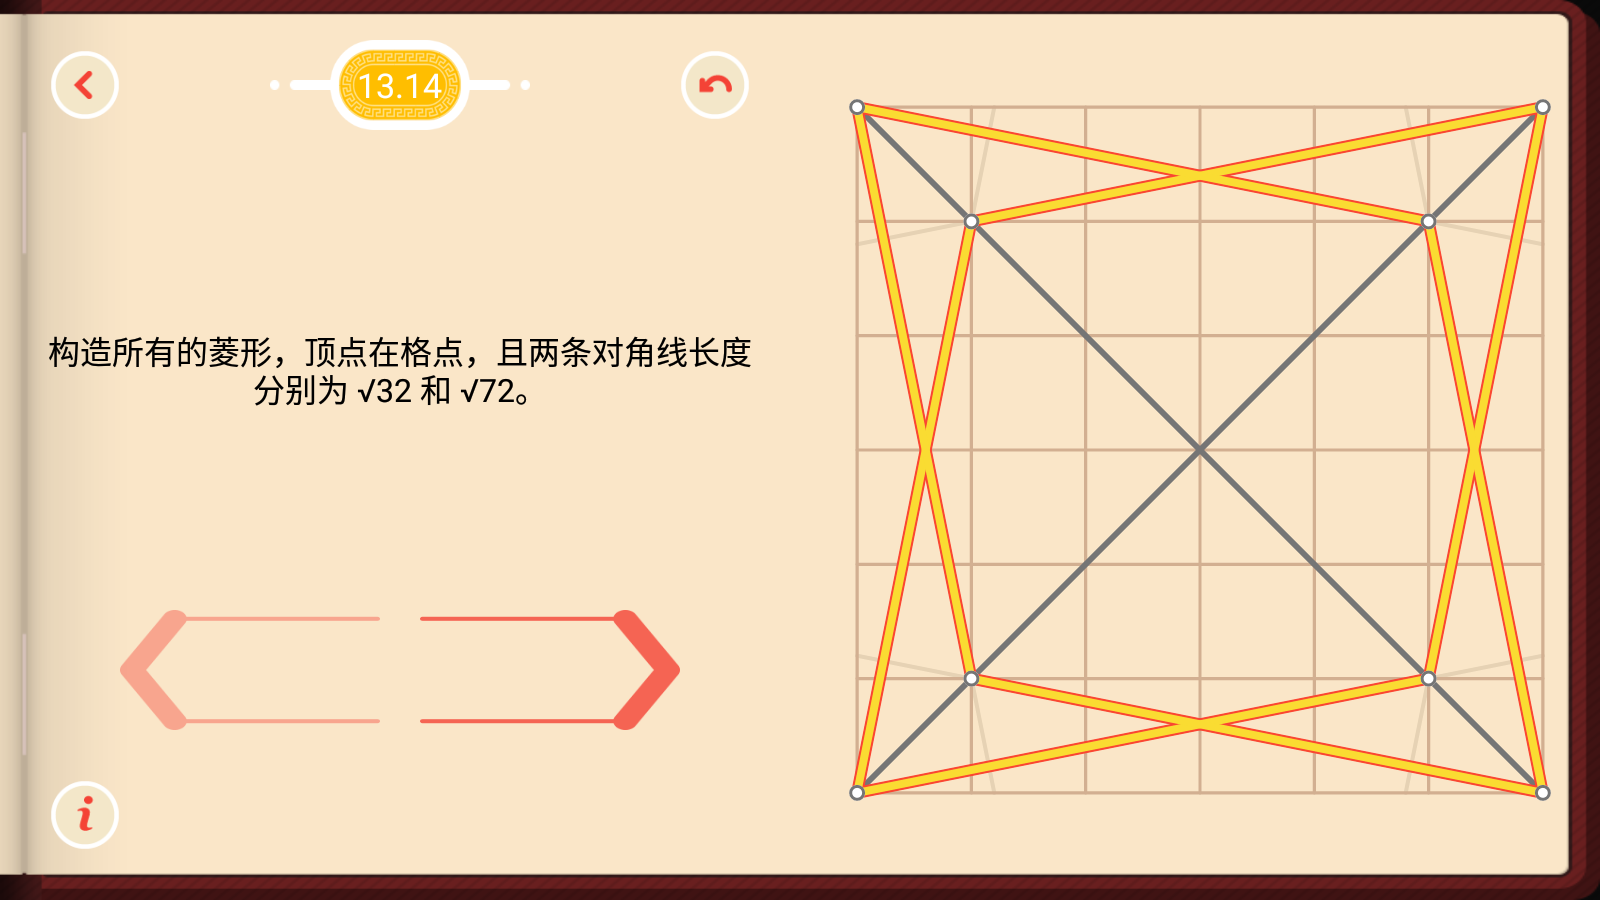 13.14
构造所有的菱形，顶点在格点，且两条对角线长度
分别为 √32 和 √72。
i